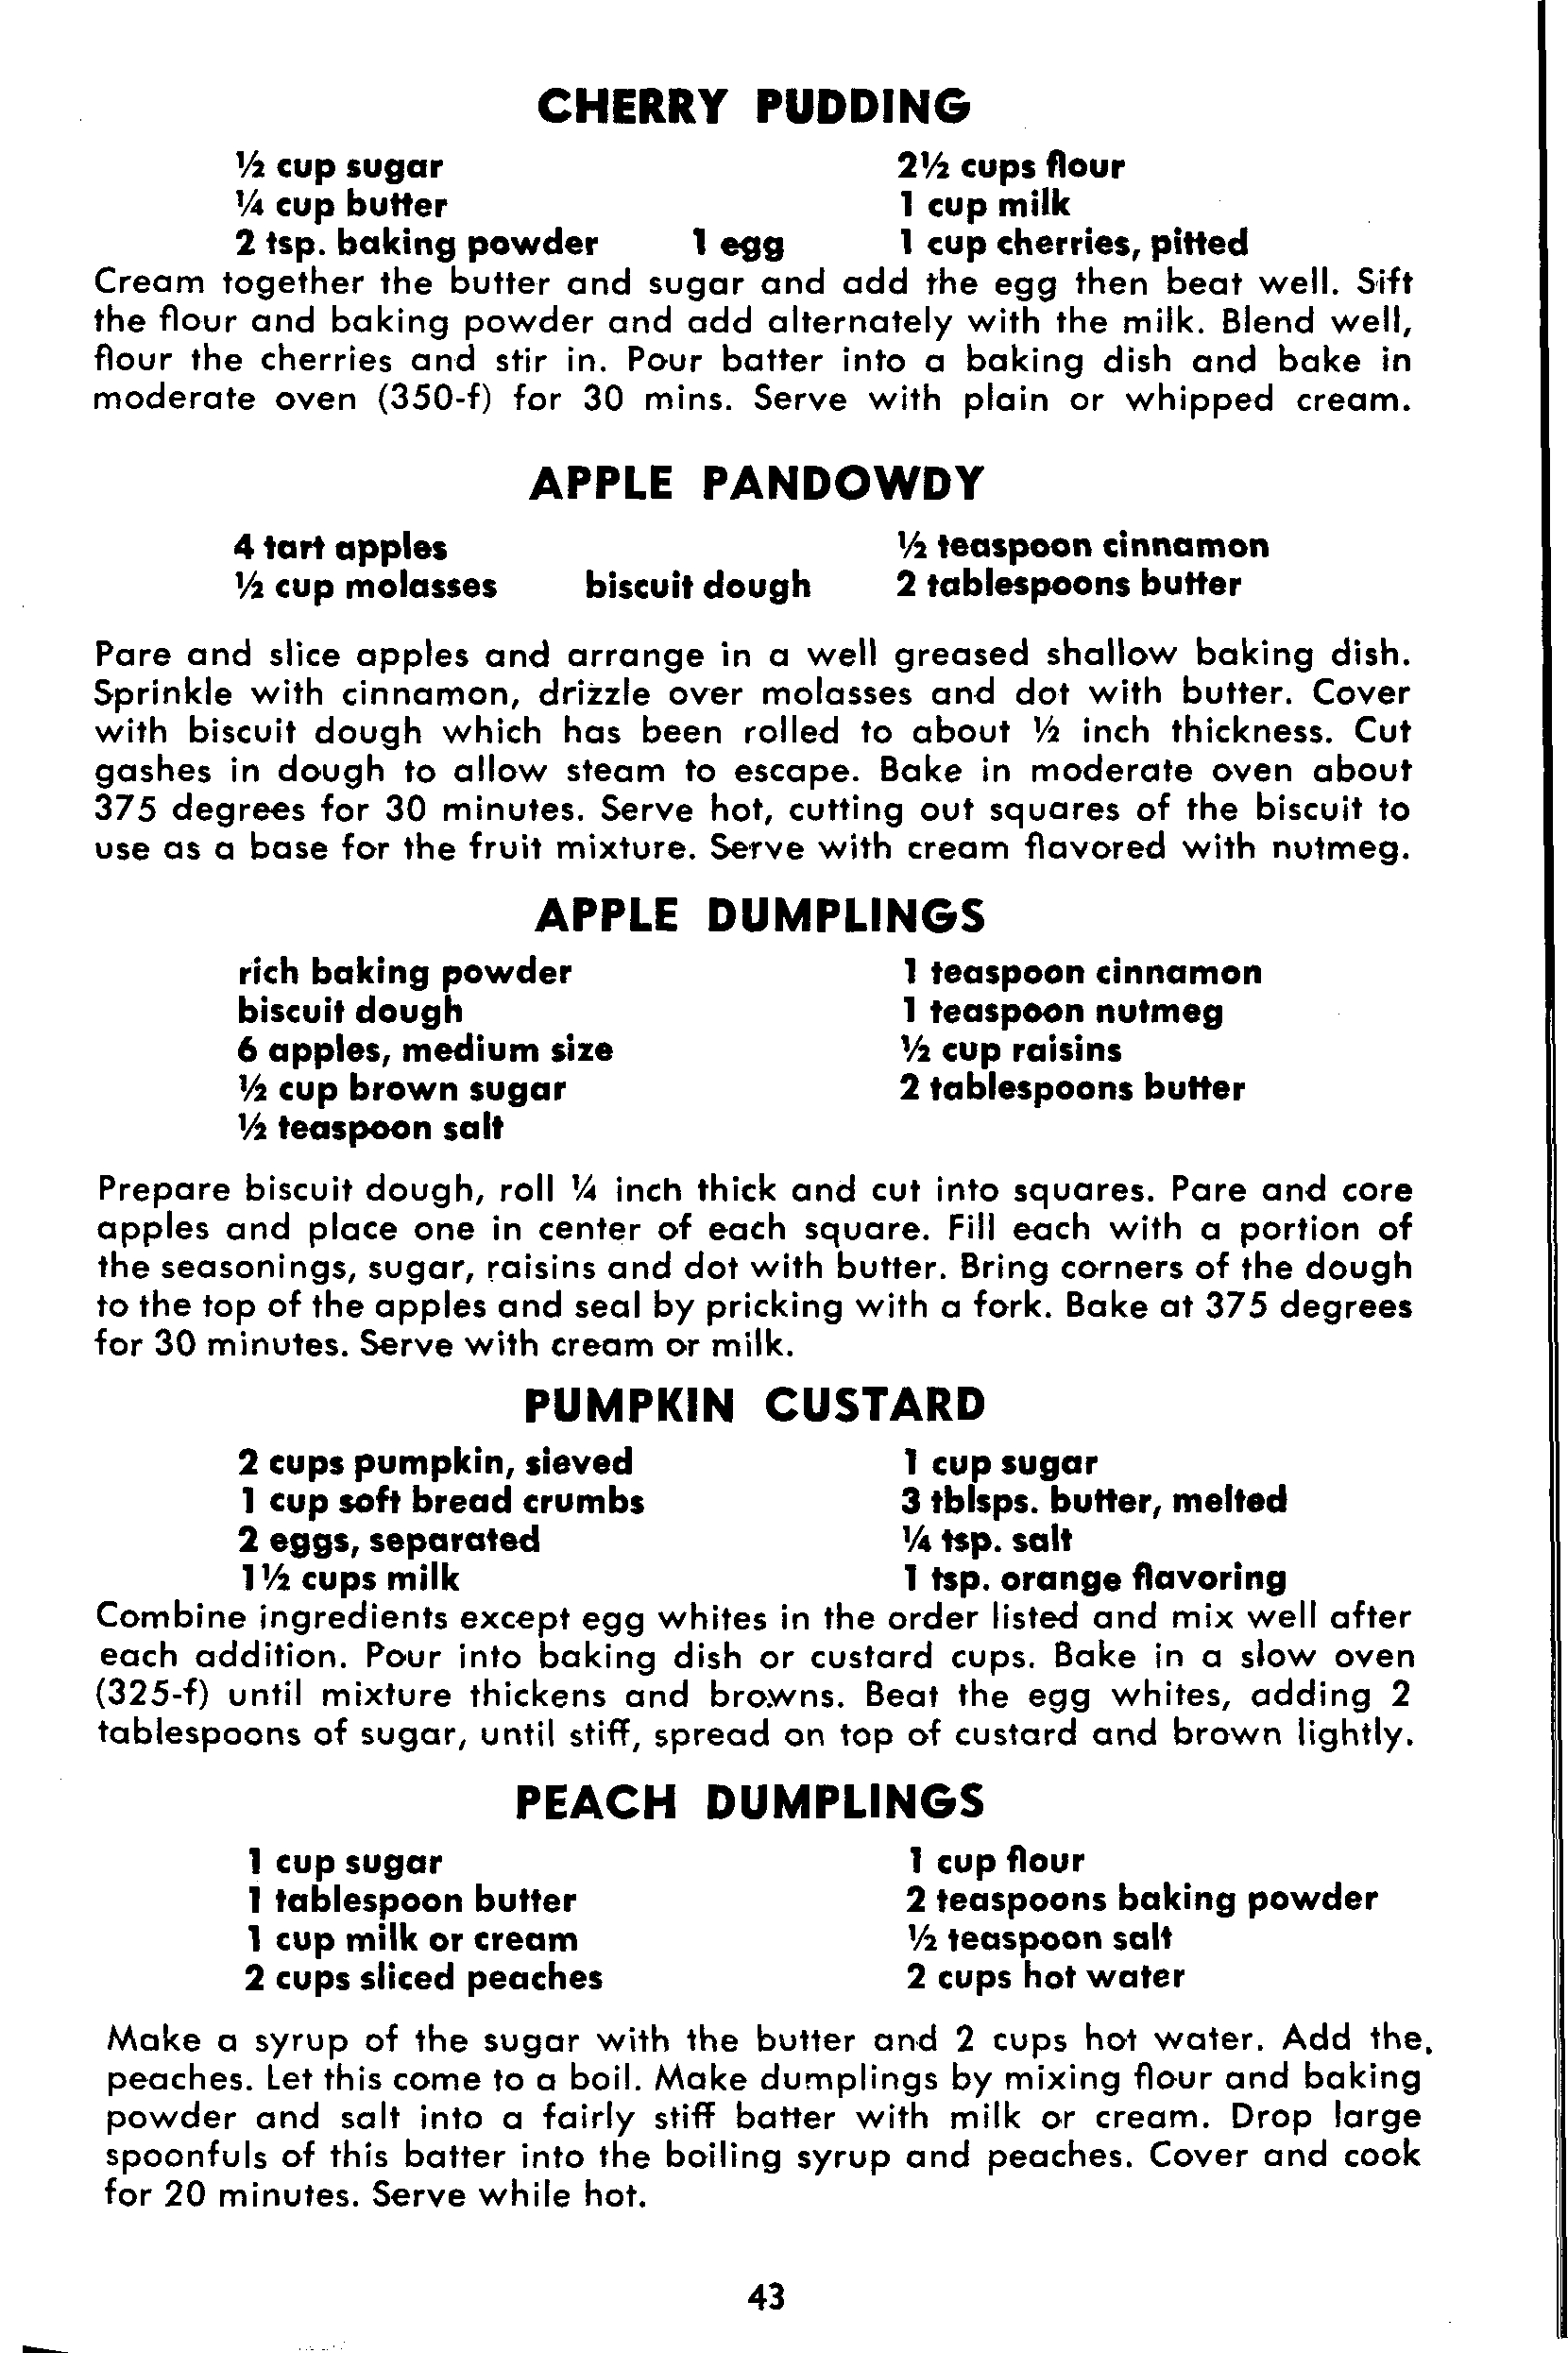 CHERRY PUDDING
½ cup sugar 2½ cups flour
¼ cup butter 1 cup milk
2 tsp. baking powder 1 egg 1 cup cherries, pitted
Cream together the butter and sugar and add the egg then beat well. Sift
the flour and baking powder and add alternately with the milk. Blend well,
flour the cherries and stir in. Pour batter into a baking dish and bake in
moderate oven (350-f) for 30 mins. Serve with plain or whipped cream.
APPLE PANDOWDY
4 tart apples ½ teaspoon cinnamon
½ cup molasses biscuit dough 2 tablespoons butter
Pare and slice apples and arrange in a well greased shallow baking dish.
Sprinkle with cinnamon, drizzle over molasses and dot with butter. Cover
with biscuit dough which has been rolled to about ½ inch thickness. Cut
gashes in dough to allow steam to escape. Bake in moderate oven about
375 degrees for 30 minutes. Serve hot, cutting out squares of the biscuit to
use as a base for the fruit mixture. Serve with cream flavored with nutmeg.
APPLE DUMPLINGS
rich baking powder 1 teaspoon cinnamon
biscuit dough 1 teaspoon nutmeg
6 apples, medium size ½ cup raisins
½ cup brown sugar 2 tablespoons butter
½ teaspoon salt
Prepare biscuit dough, roll ¼ inch thick and cut into squares. Pare and core
apples and place one in center of each square. Fill each with a portion of
the seasonings, sugar, raisins and dot with butter. Bring corners of the dough
to the top of the apples and seal by pricking with a fork. Bake at 375 degrees
for 30 minutes. Serve with cream or milk.
PUMPKIN CUSTARD
2 cups pumpkin, sieved 1 cup sugar
1 cup soft bread crumbs 3 tblsps. butter, melted
2 eggs, separated ¼ tsp. salt
1½ cups milk 1 tsp. orange flavoring
Combine ingredients except egg whites in the order listed and mix well after
each addition. Pour into baking dish or custard cups. Bake in a slow oven
(325-f) until mixture thickens and browns. Beat the egg whites, adding 2
tablespoons of sugar, until stiff, spread on top of custard and brown lightly.
PEACH DUMPLINGS
1 cup sugar 1 cup flour
1 tablespoon butter 2 teaspoons baking powder
1 cup milk or cream ½ teaspoon salt
2 cups sliced peaches 2 cups hot water
Make a syrup of the sugar with the butter and 2 cups hot water. Add the
peaches. Let this come to a boil. Make dumplings by mixing flour and baking
powder and salt into a fairly stiff batter with milk or cream. Drop large
spoonfuls of this batter into the boiling syrup and peaches. Cover and cook
for 20 minutes. Serve while hot.
43